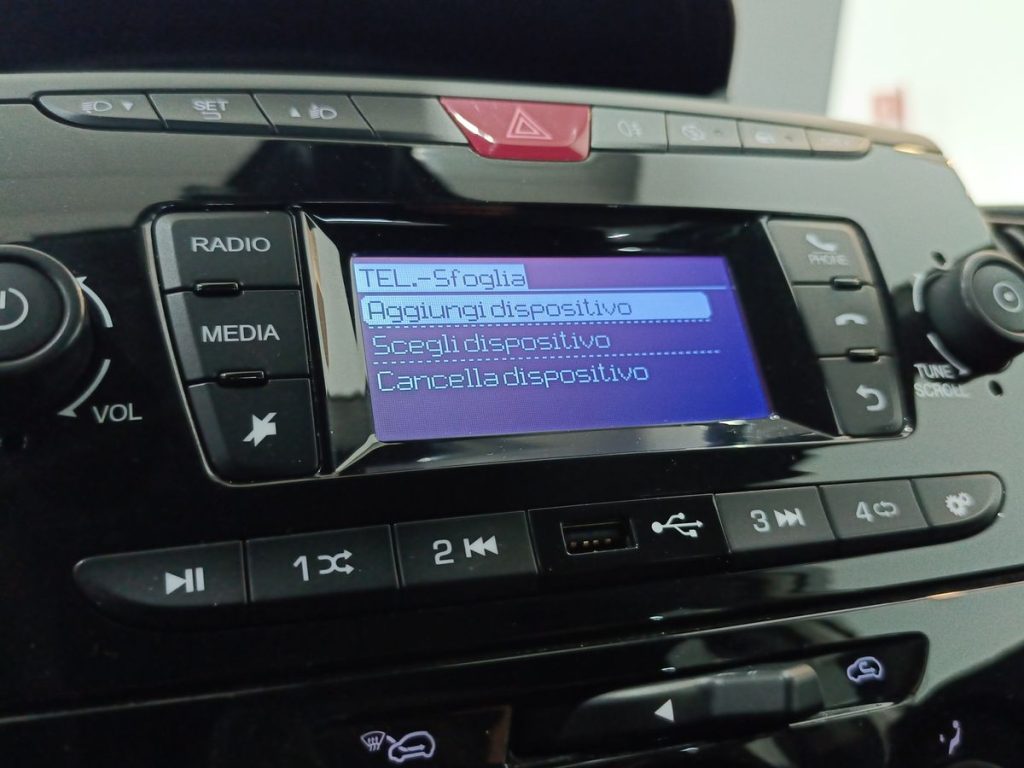 SET
RADIO
MEDIA
VOL
TEL.-Sfoglia
Aggiungi dispositivo
Scegli dispositivo
Cancella dispositivo
PHONE
TUNE
SCROLL
1
2
3
4